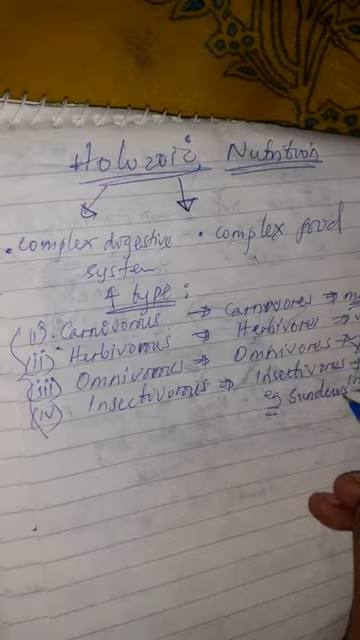 Holozoic Nutrition
• complex digestive system • complex food
4 type :
(i) Carnivorous → Carnivores ⇒
(ii) Herbivorous → Herbivores ⇒
(iii) Omnivorous ⇒ Omnivores ⇒
(iv) Insectivorous ⇒ Insectivores ⇒
eg Sundews